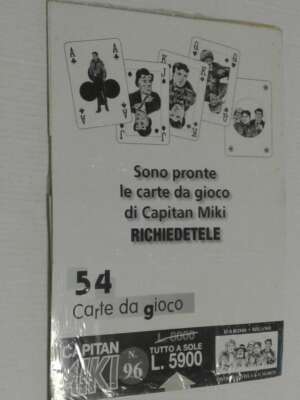 A A
J
Q
K
Sono pronte
le carte da gioco
di Capitan Miki
RICHIEDETELE
54
Carte da gioco
CAPITAN
MIKI
N.
96
TUTTO A SOLE
L. 5900